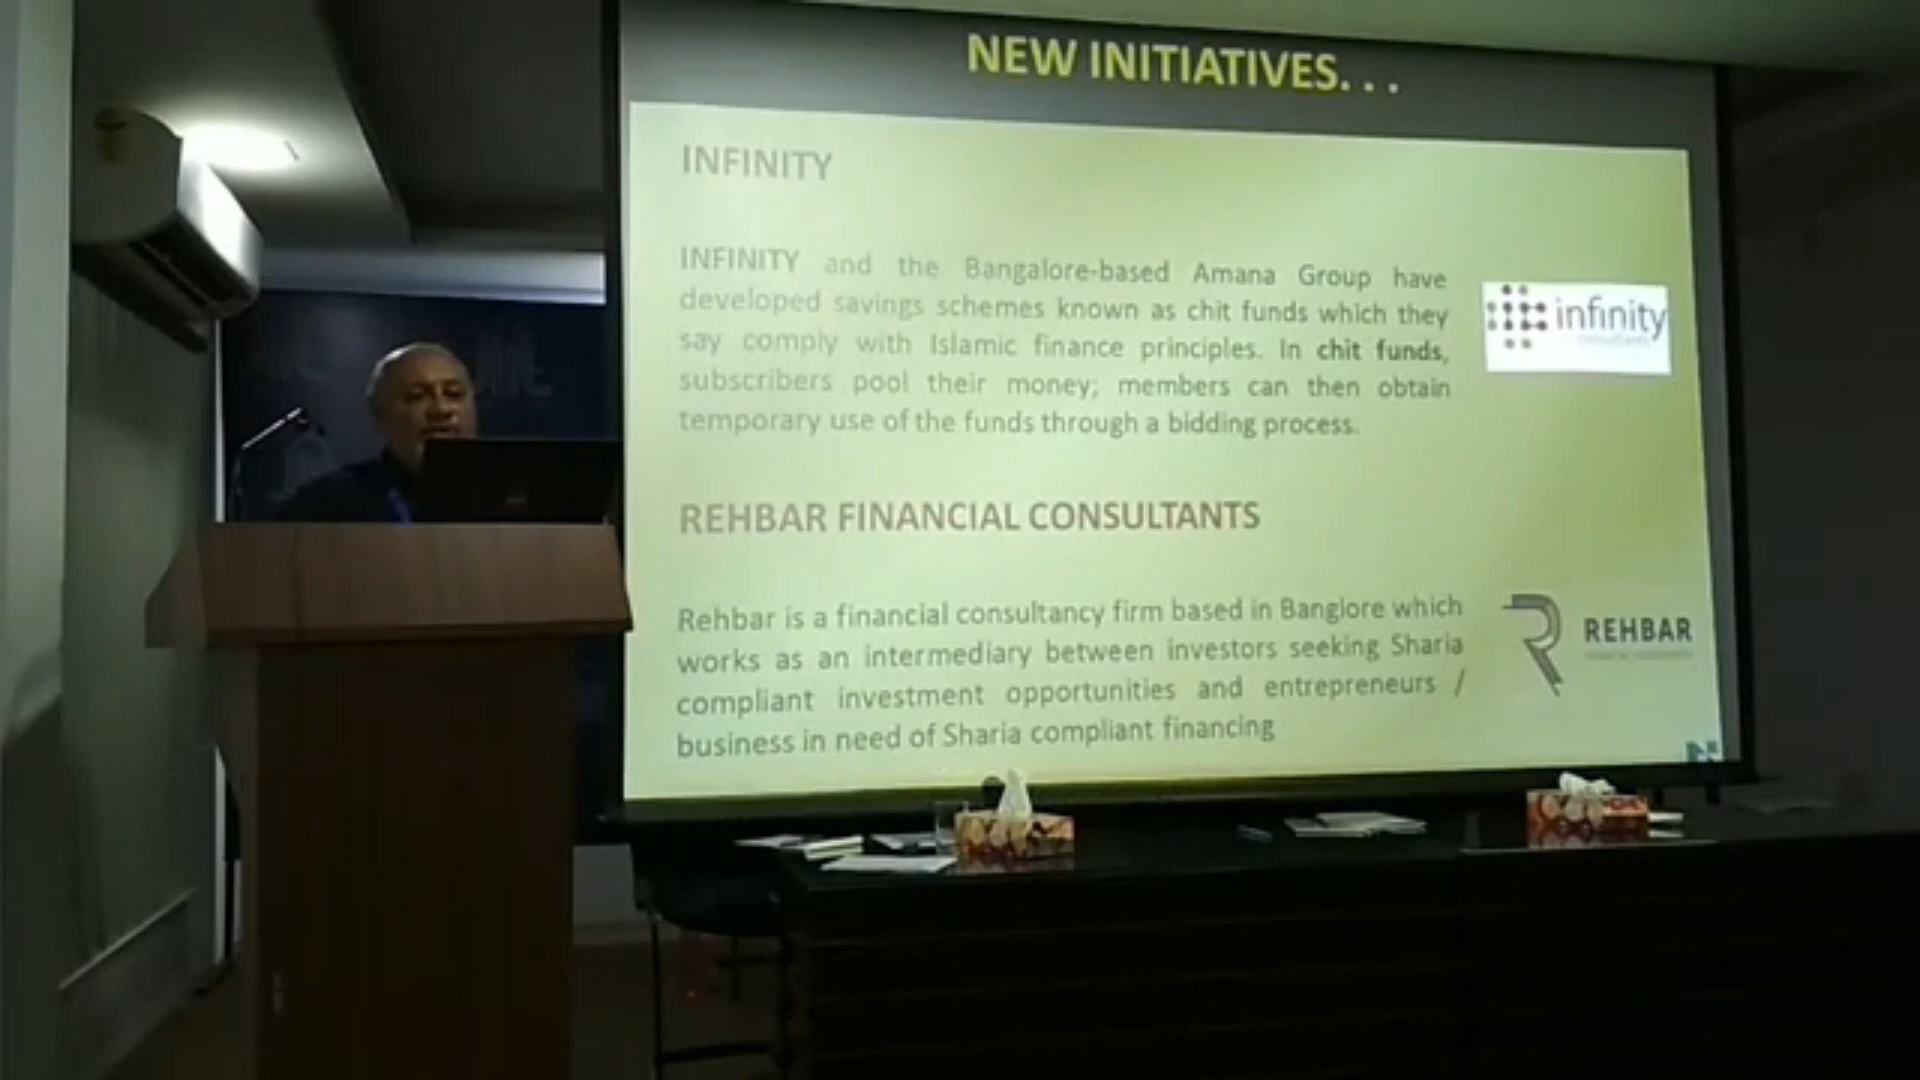 NEW INITIATIVES. . .
INFINITY
INFINITY and the Bangalore-based Amana Group have
developed savings schemes known as chit funds which they
say comply with Islamic finance principles. In chit funds,
subscribers pool their money; members can then obtain
temporary use of the funds through a bidding process.
infinity
consultants
REHBAR FINANCIAL CONSULTANTS
Rehbar is a financial consultancy firm based in Banglore which
works as an intermediary between investors seeking Sharia
compliant investment opportunities and entrepreneurs /
business in need of Sharia compliant financing
REHBAR